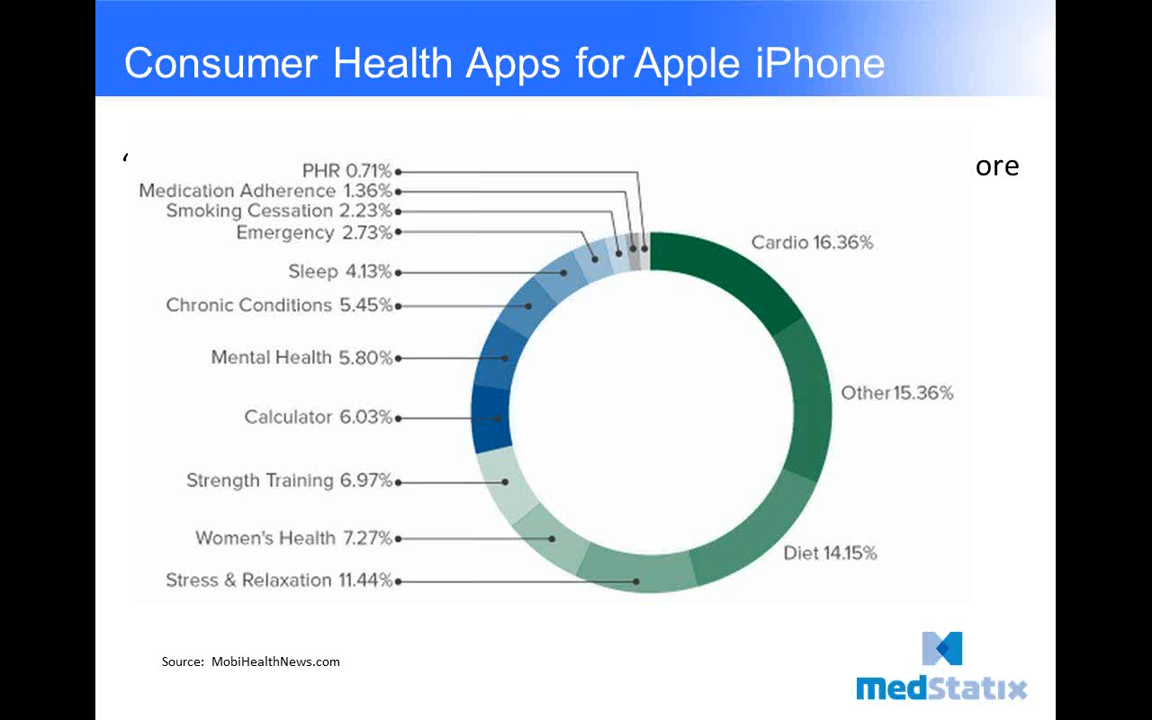 Consumer Health Apps for Apple iPhone
‘
ore
PHR 0.71%
Medication Adherence 1.36%
Smoking Cessation 2.23%
Emergency 2.73%
Sleep 4.13%
Chronic Conditions 5.45%
Mental Health 5.80%
Calculator 6.03%
Strength Training 6.97%
Women's Health 7.27%
Stress & Relaxation 11.44%
Cardio 16.36%
Other 15.36%
Diet 14.15%
Source: MobiHealthNews.com
medStatix